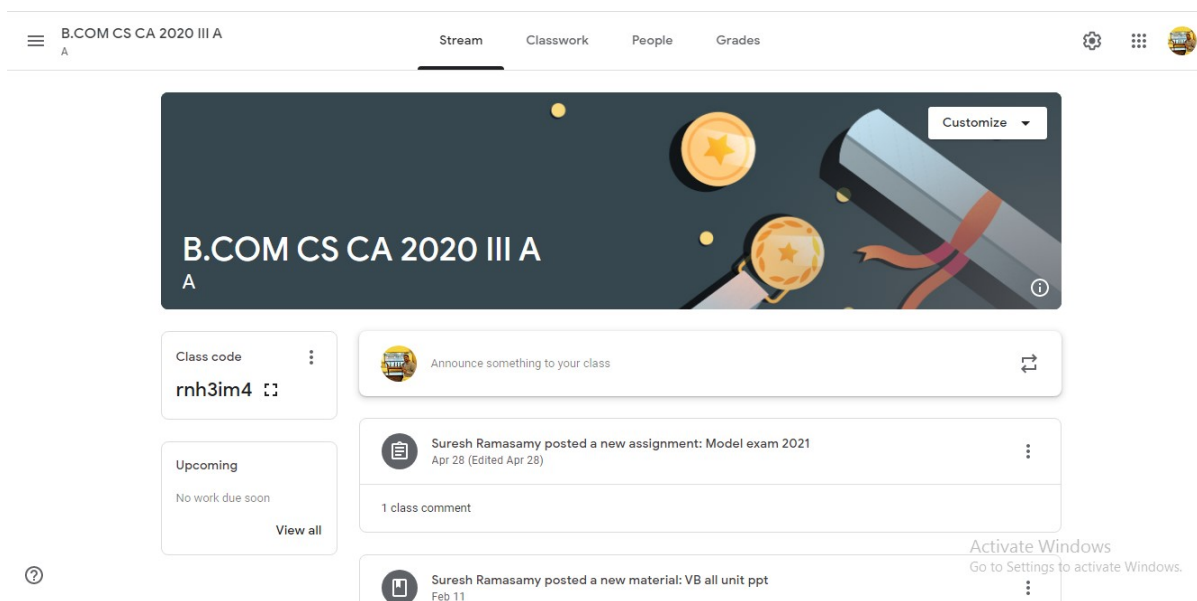 B.COM CS CA 2020 III A
A
Stream
Classwork
People
Grades
Customize
B.COM CS CA 2020 III A
A
Class code
rnh3im4
Announce something to your class
Suresh Ramasamy posted a new assignment: Model exam 2021
Apr 28 (Edited Apr 28)
Upcoming
No work due soon
View all
1 class comment
Suresh Ramasamy posted a new material: VB all unit ppt
Feb 11
Activate Windows
Go to Settings to activate Windows.